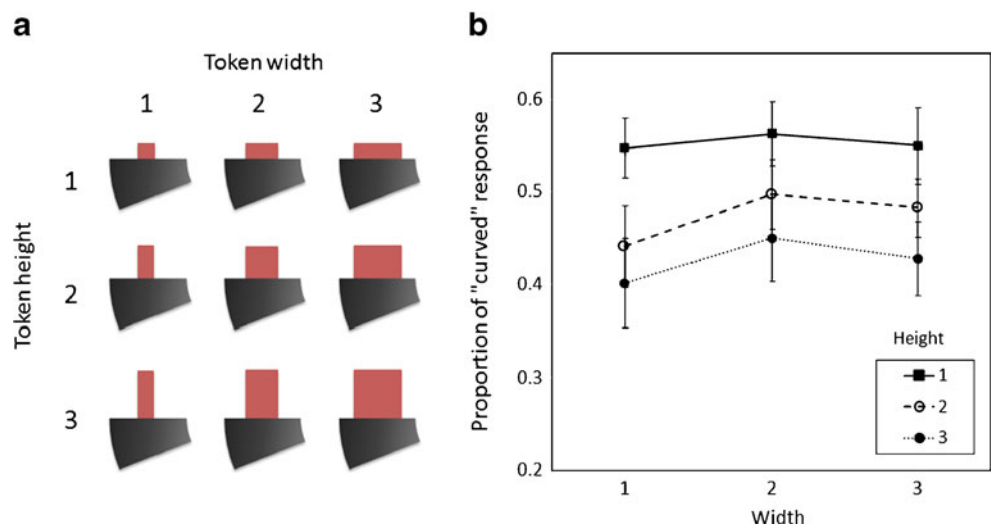 a
Token width
1 2 3
Token height
1
2
3
b
Proportion of "curved" response
0.6
0.5
0.4
0.3
0.2
Height
1
2
3
1 2 3
Width